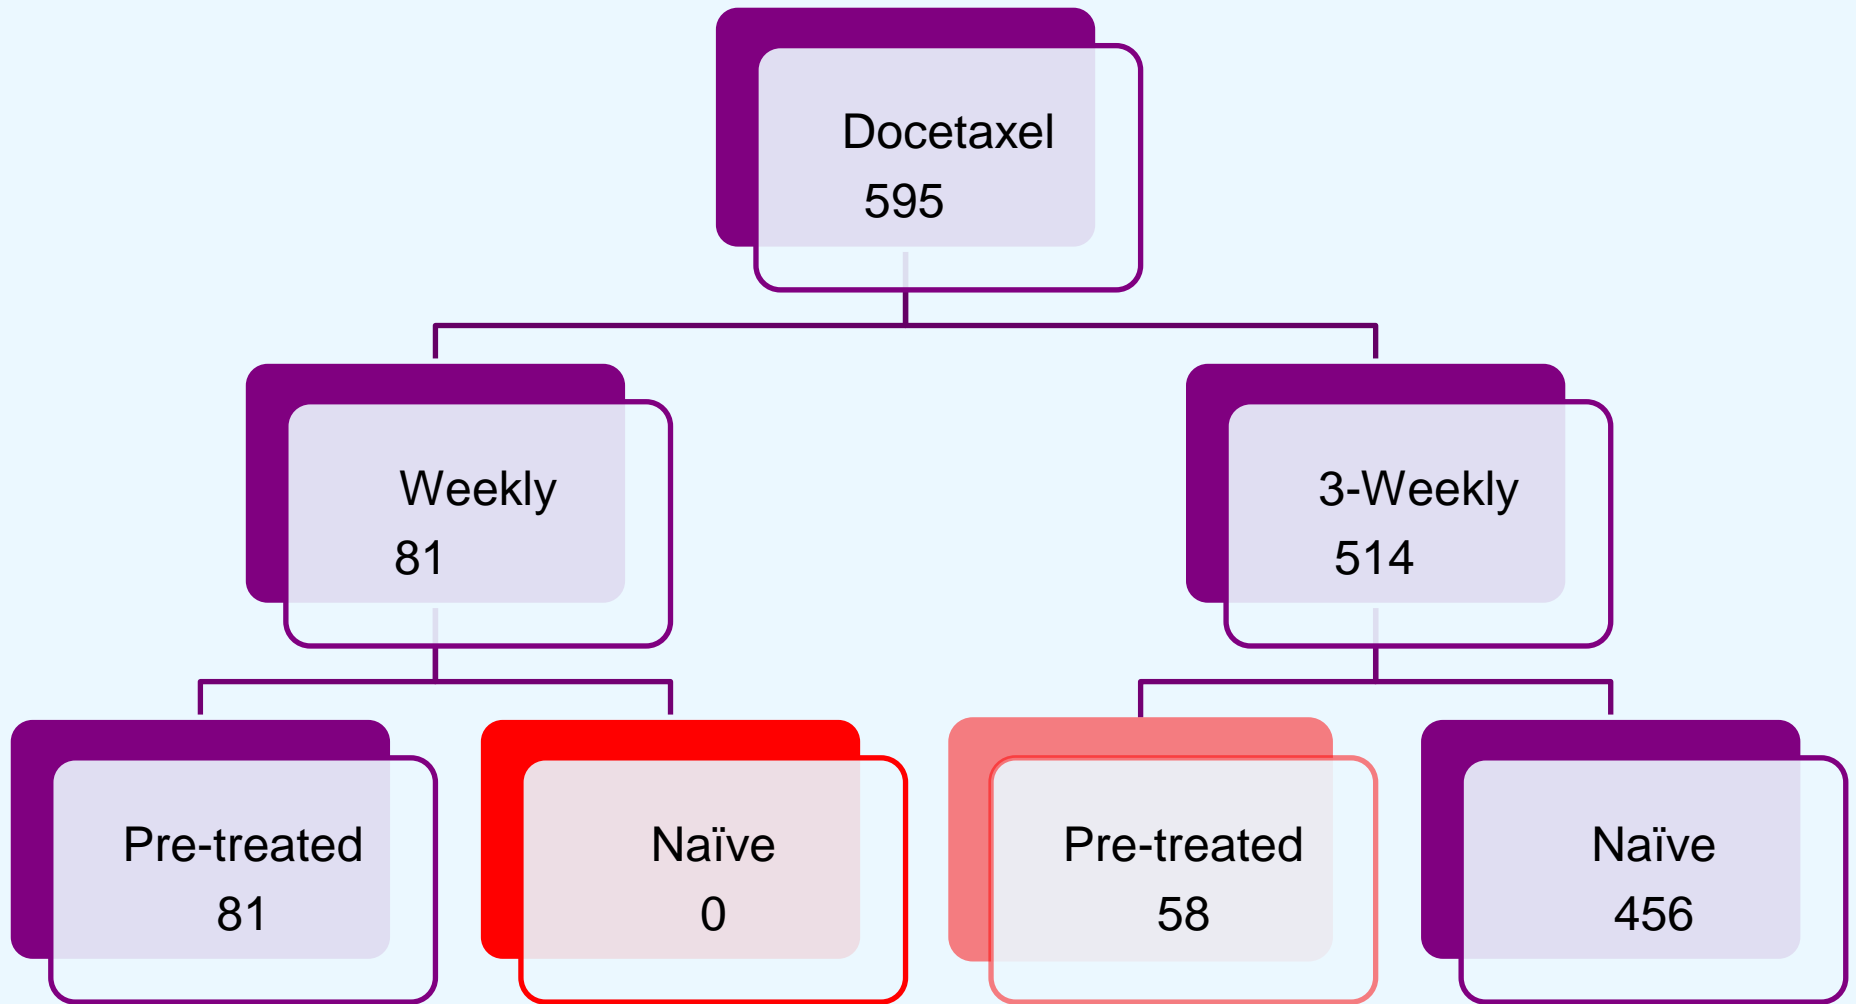 Docetaxel
595
Weekly
81
3-Weekly
514
Pre-treated
81
Naïve
0
Pre-treated
58
Naïve
456